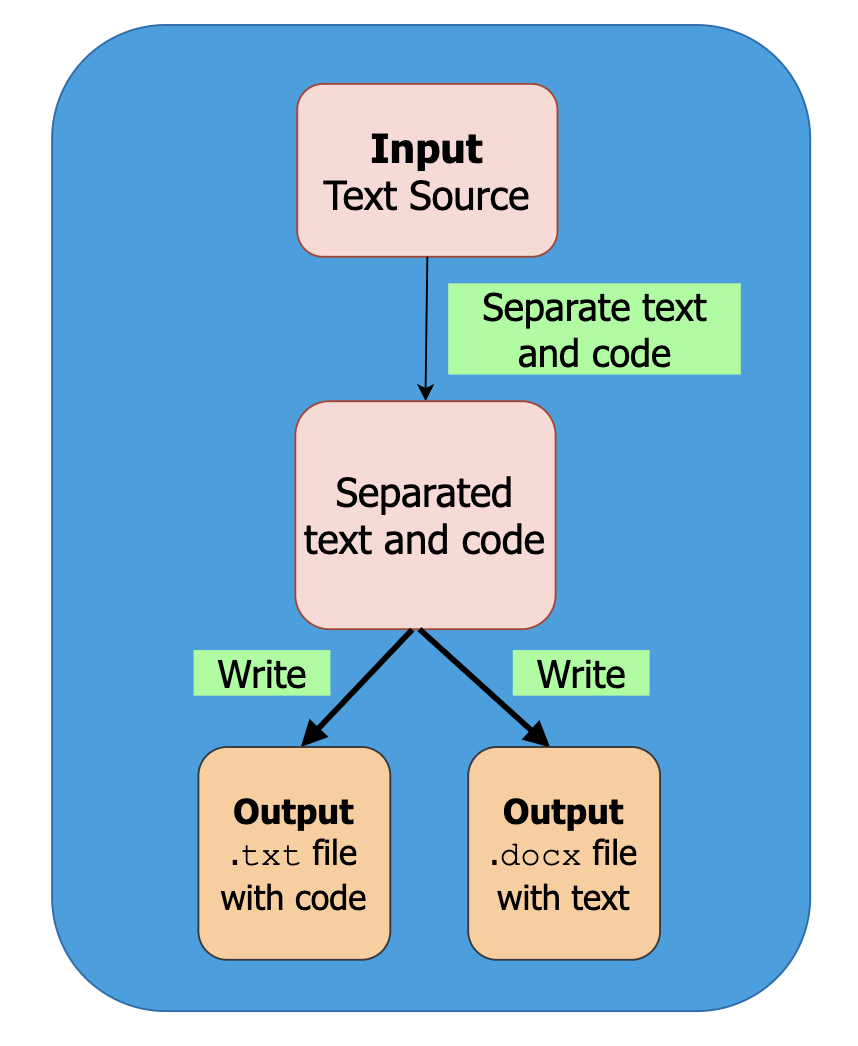 Input
Text Source
Separate text
and code
Separated
text and code
Write
Write
Output
.txt file
with code
Output
.docx file
with text